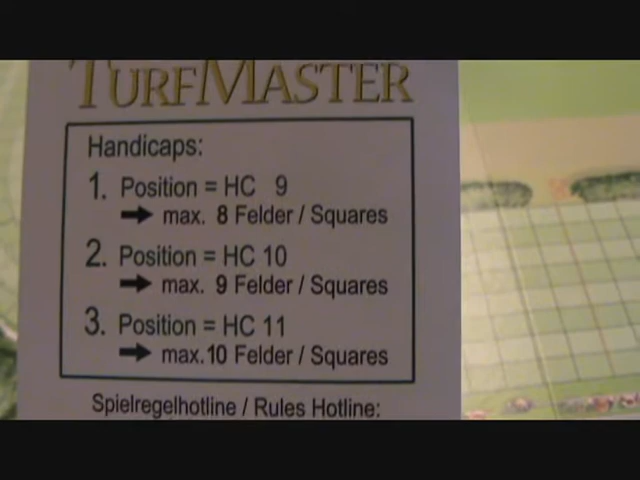 TURFMASTER
Handicaps:
1. Position = HC 9
➡ max. 8 Felder / Squares
2. Position = HC 10
➡ max. 9 Felder / Squares
3. Position = HC 11
➡ max.10 Felder / Squares
Spielregelhotline / Rules Hotline: